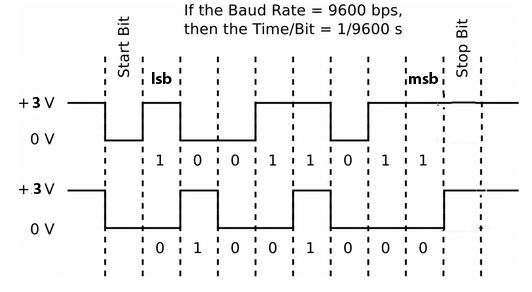 If the Baud Rate = 9600 bps,
then the Time/Bit = 1/9600 s
Start Bit
Stop Bit
lsb
msb
+3 V
0 V
1 0 0 1 1 0 1 1
+3 V
0 V
0 1 0 0 1 0 0 0